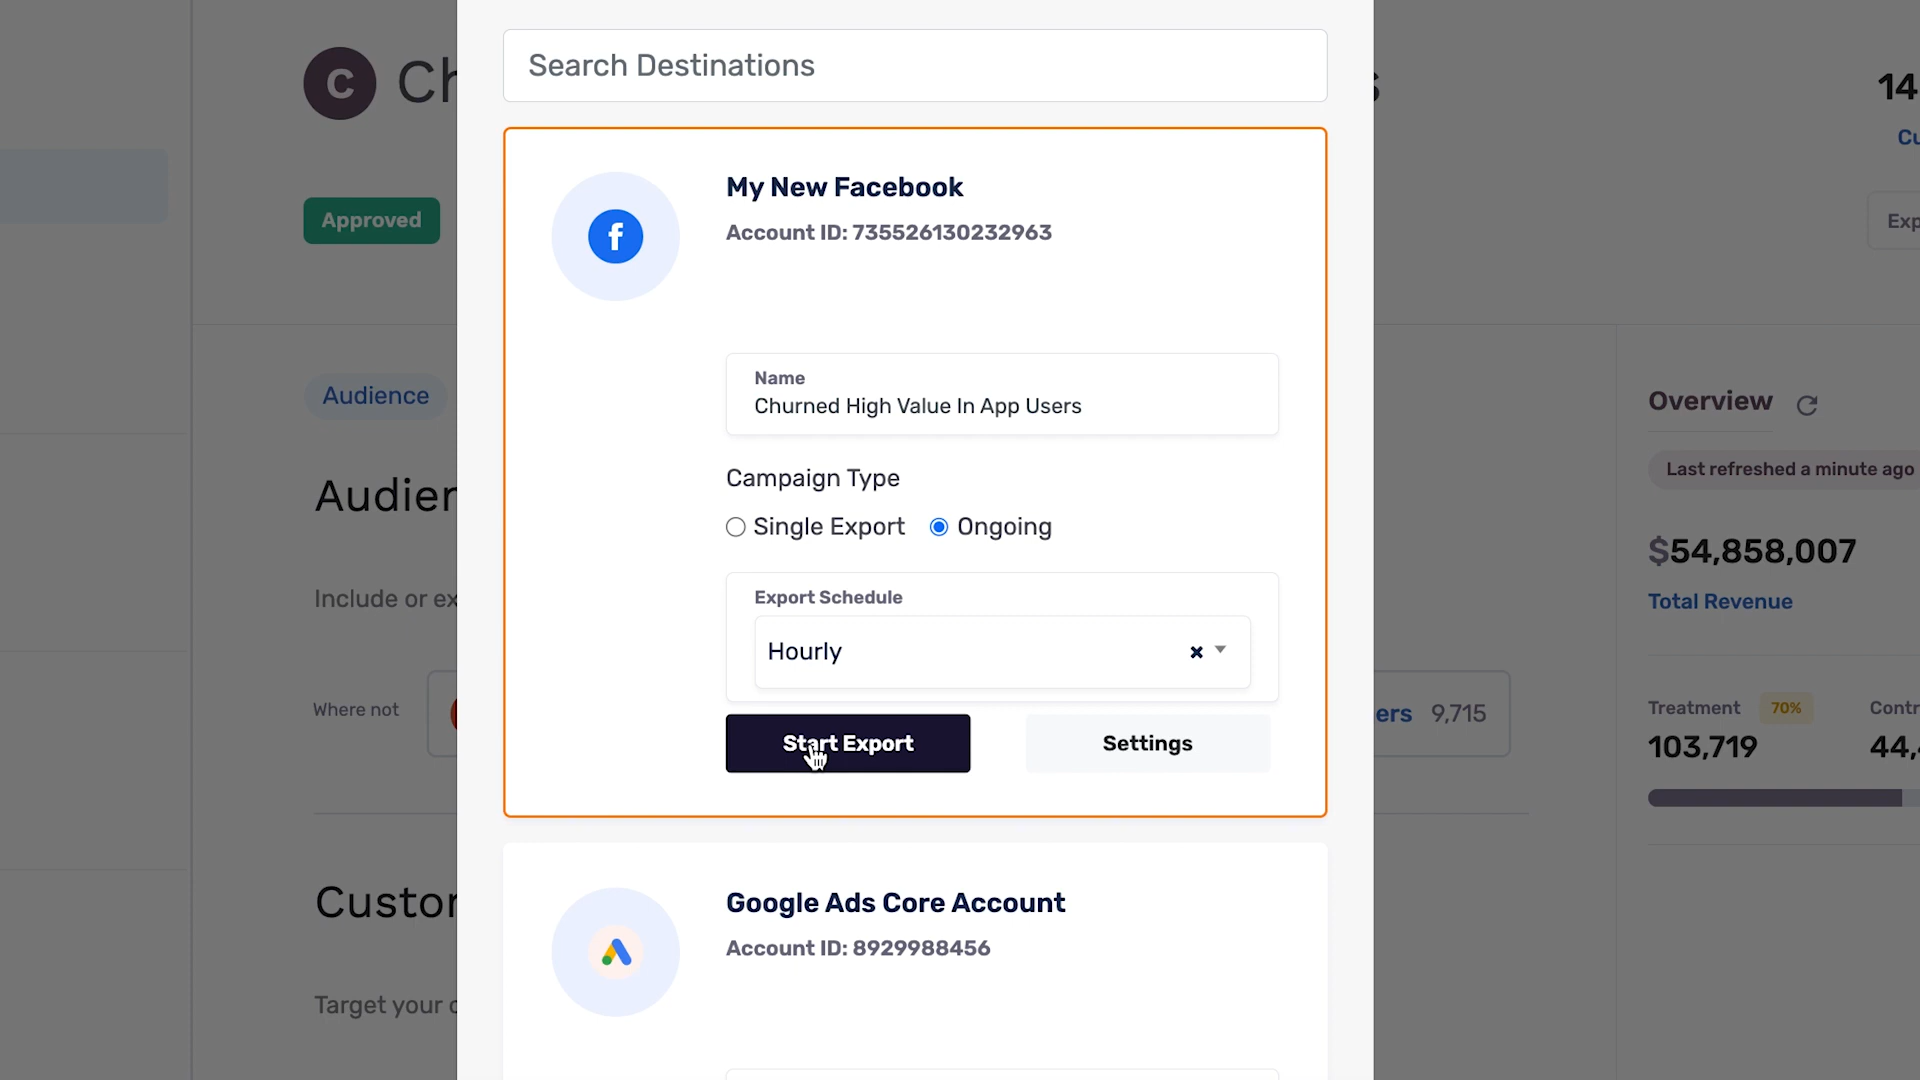 Search Destinations
C Ch
14
Cu
Approved
Exp
My New Facebook
Account ID: 735526130232963
Name
Churned High Value In App Users
Campaign Type
Single Export Ongoing
Export Schedule
Hourly
Start Export
Settings
Audience
Audien
Include or ex
Where not
ers 9,715
Overview
Last refreshed a minute ago
$54,858,007
Total Revenue
Treatment 70% Contr
103,719 44,
Google Ads Core Account
Account ID: 8929988456
Custor
Target your c